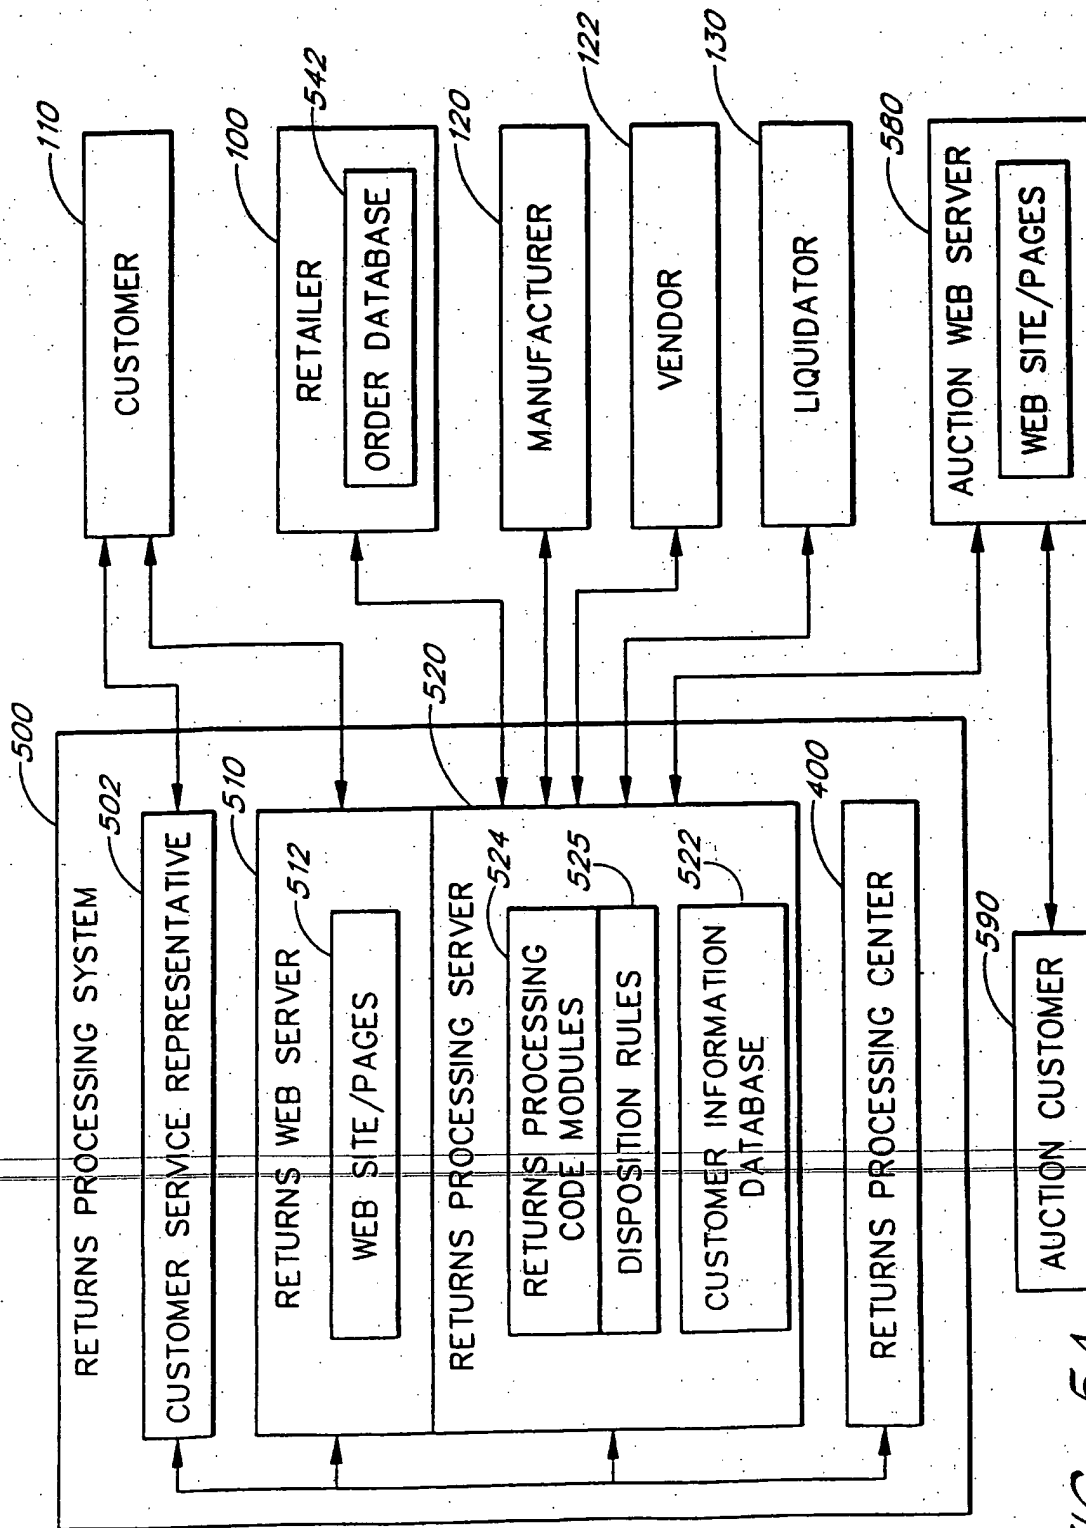 RETURNS PROCESSING SYSTEM
500
CUSTOMER SERVICE REPRESENTATIVE
502
RETURNS WEB SERVER
510
WEB SITE/PAGES
512
RETURNS PROCESSING SERVER
520
RETURNS PROCESSING
CODE MODULES
524
DISPOSITION RULES
525
CUSTOMER INFORMATION
DATABASE
522
RETURNS PROCESSING CENTER
400
CUSTOMER
110
RETAILER
100
ORDER DATABASE
542
MANUFACTURER
120
VENDOR
122
LIQUIDATOR
130
AUCTION WEB SERVER
580
WEB SITE/PAGES
AUCTION CUSTOMER
590